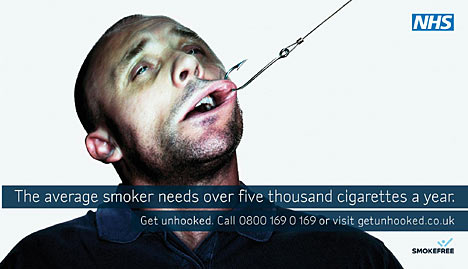 NHS
The average smoker needs over five thousand cigarettes a year.
Get unhooked. Call 0800 169 0 169 or visit getunhooked.co.uk
SMOKEFREE